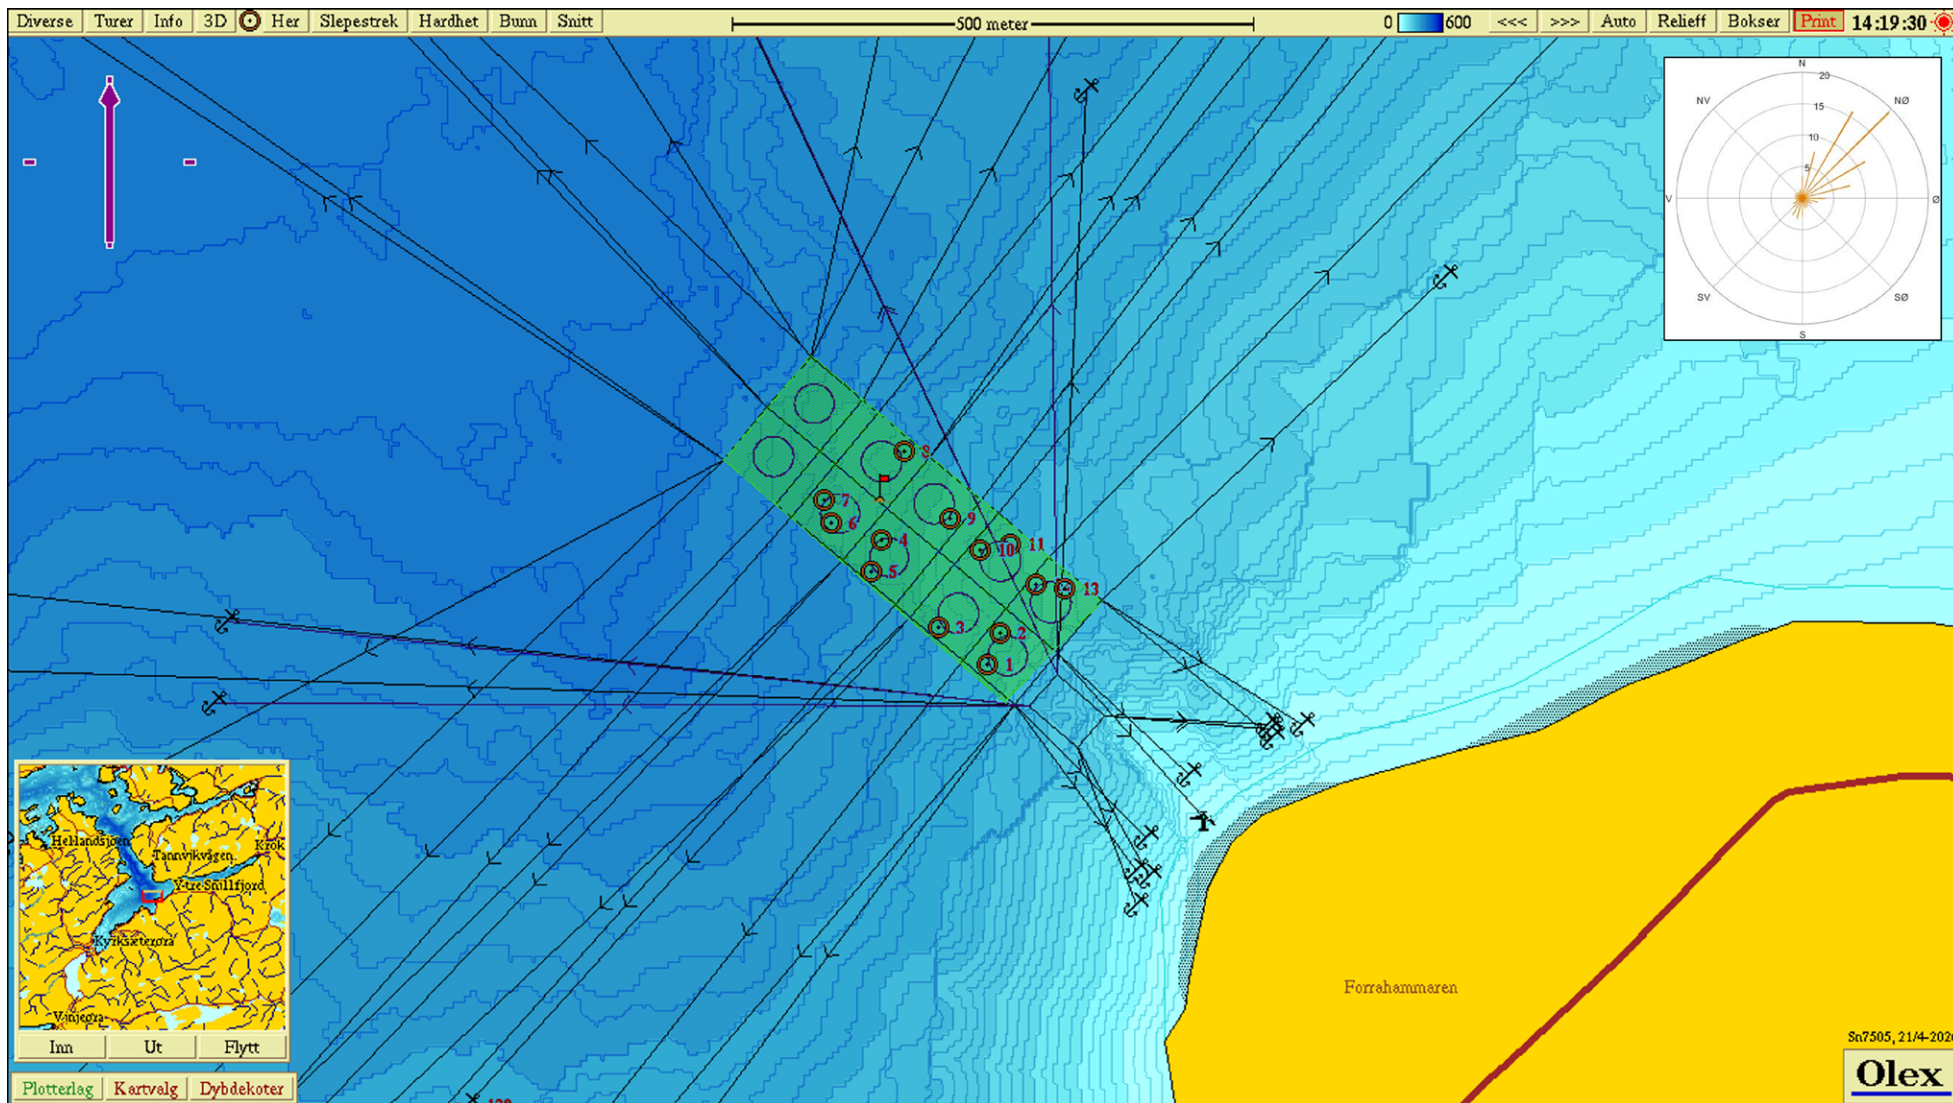 Diverse Turer Info 3D Her Slepestrek Hardhet Bunn Snitt 500 meter 0 600 <<< >>> Auto Relieff Bokser Print 14:19:30
N
20
NV NØ
15
10
5
V Ø
SV SØ
S
8
7
9
6
4
10 11
5
13
3 2
1
Hellandsjøen
Tannvikvågen
Krok
Ytre Snillfjord
Kyrksæterøra
Vinjeøra
Forrahammaren
Inn Ut Flytt
Sn7505, 21/4-202
Plotterlag Kartvalg Dybdekoter
Olex